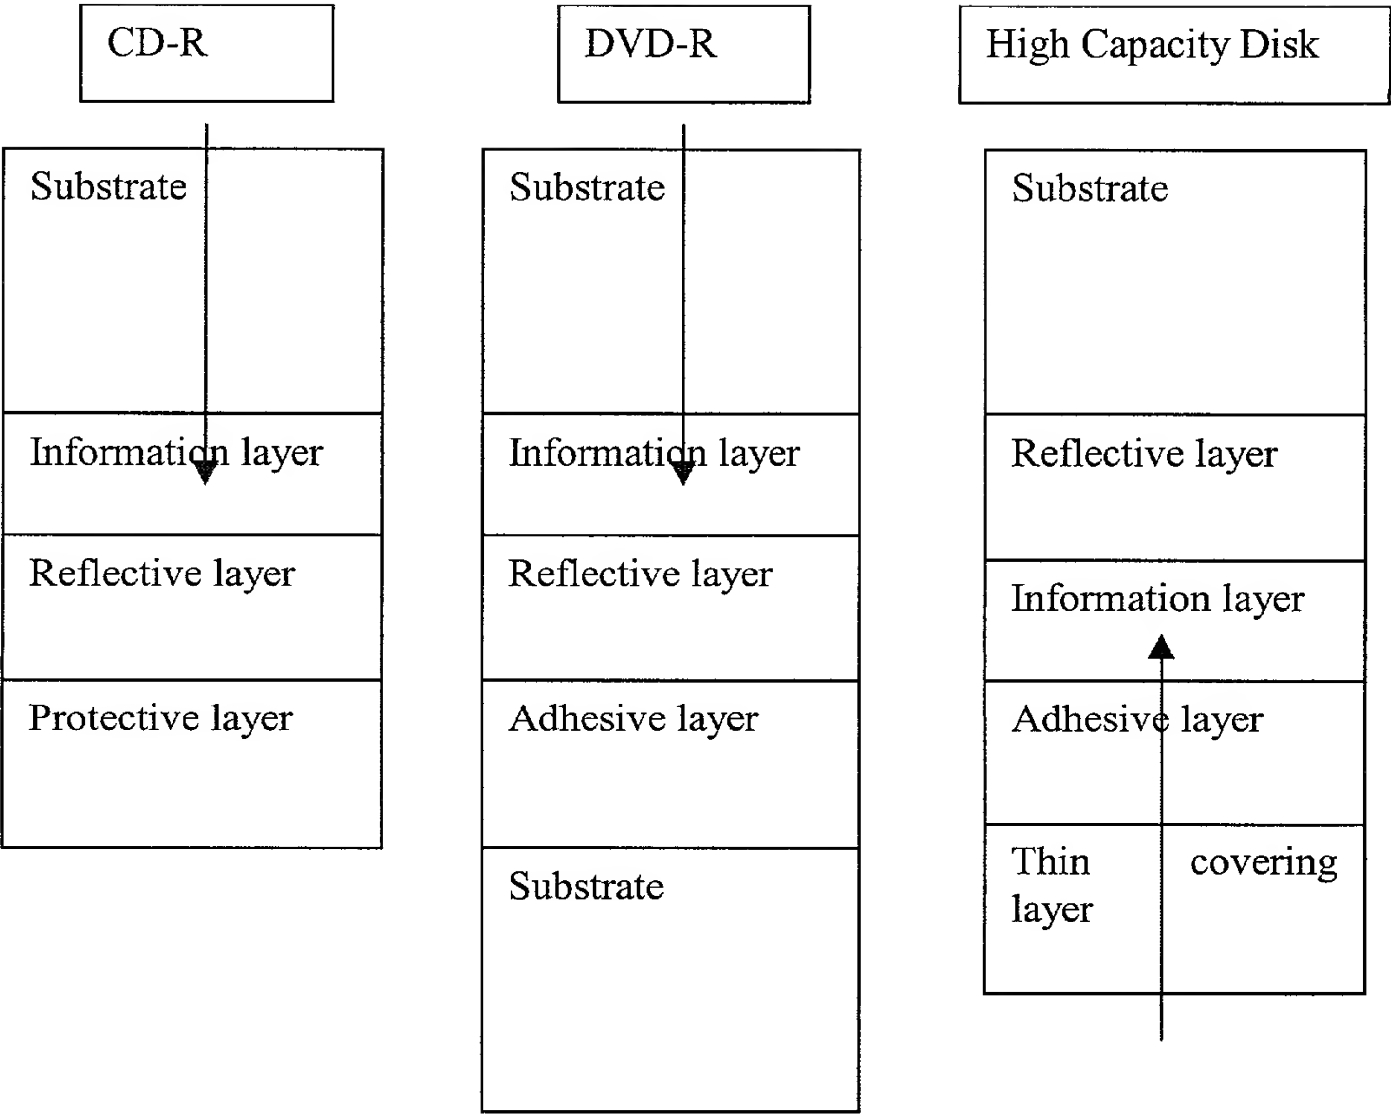 CD-R
Substrate
Information layer
Reflective layer
Protective layer
DVD-R
Substrate
Information layer
Reflective layer
Adhesive layer
Substrate
High Capacity Disk
Substrate
Reflective layer
Information layer
Adhesive layer
Thin covering
layer